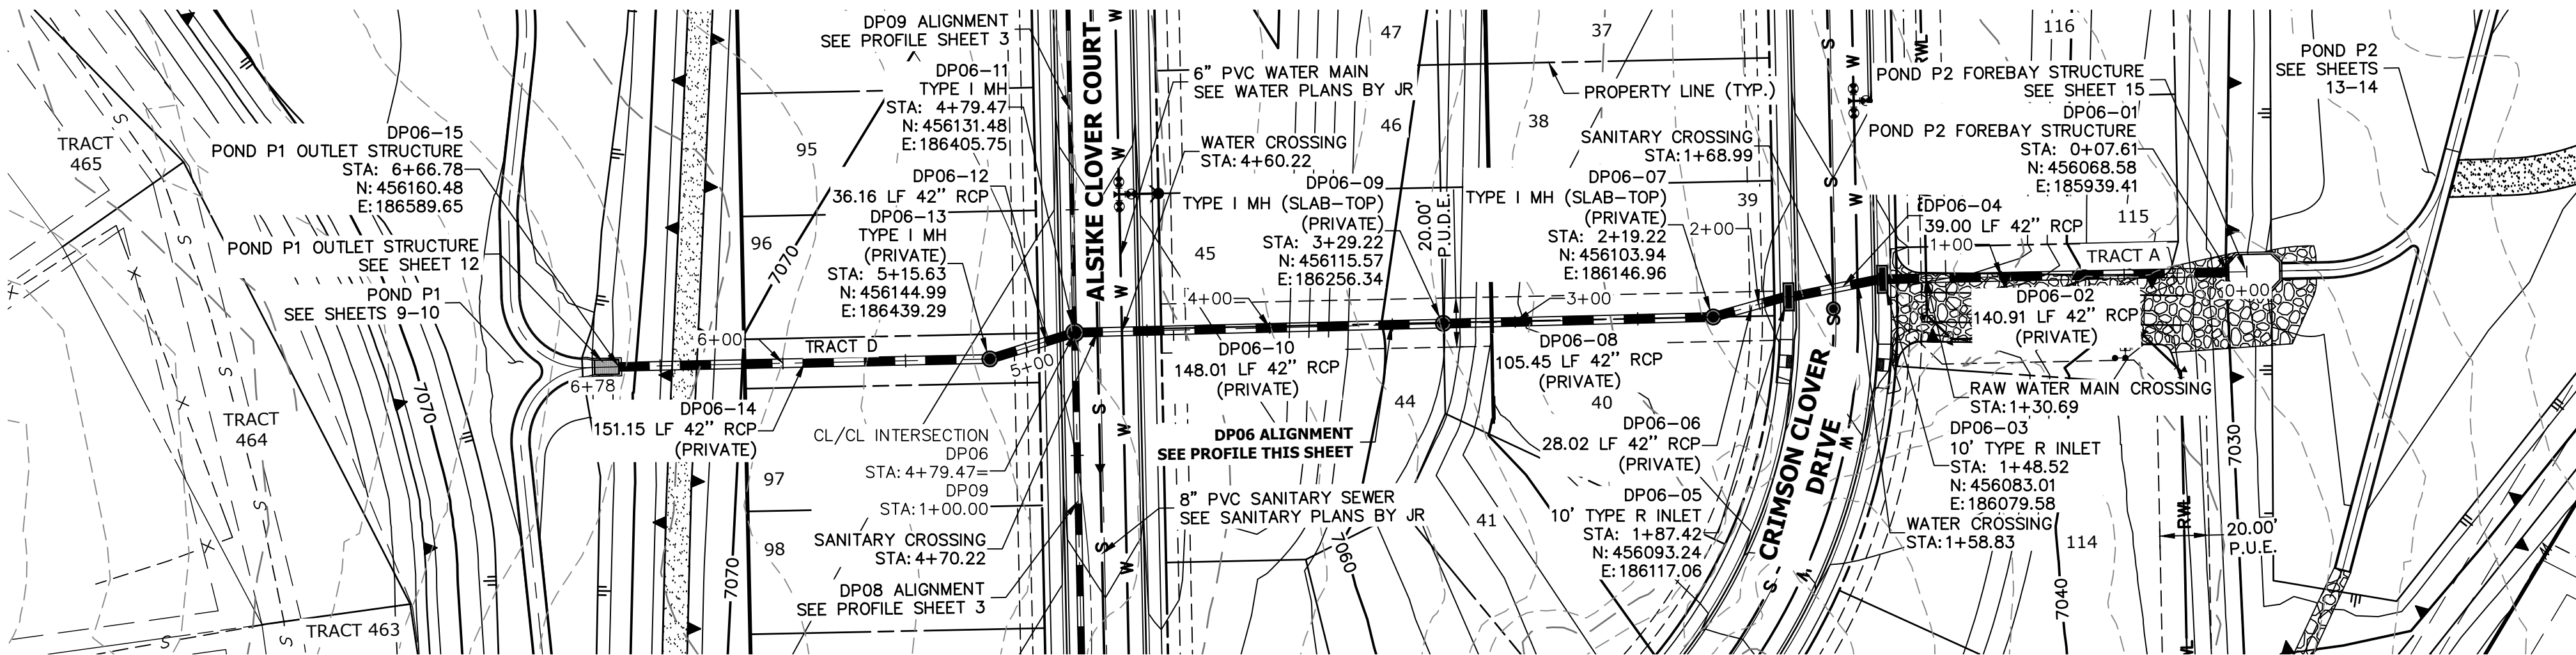 DP09 ALIGNMENT
SEE PROFILE SHEET 3
DP06-11
TYPE I MH
STA: 4+79.47
N: 456131.48
E: 186405.75
DP06-12
36.16 LF 42" RCP
DP06-13
TYPE I MH
(PRIVATE)
STA: 5+15.63
N: 456144.99
E: 186439.29
DP06-15
POND P1 OUTLET STRUCTURE
STA: 6+66.78
N: 456160.48
E: 186589.65
POND P1 OUTLET STRUCTURE
SEE SHEET 12
POND P1
SEE SHEETS 9-10
TRACT
465
TRACT
464
TRACT 463
7070
6+78
6+00
TRACT D
5+00
DP06-14
151.15 LF 42" RCP
(PRIVATE)
95
96
97
98
7070
7070
CL/CL INTERSECTION
DP06
STA: 4+79.47=
DP09
STA: 1+00.00
SANITARY CROSSING
STA: 4+70.22
DP08 ALIGNMENT
SEE PROFILE SHEET 3
ALSIKE CLOVER COURT
6" PVC WATER MAIN
SEE WATER PLANS BY JR
WATER CROSSING
STA: 4+60.22
DP06-09
TYPE I MH (SLAB-TOP)
(PRIVATE)
STA: 3+29.22
N: 456115.57
E: 186256.34
4+00
DP06-10
148.01 LF 42" RCP
(PRIVATE)
DP06 ALIGNMENT
SEE PROFILE THIS SHEET
8" PVC SANITARY SEWER
SEE SANITARY PLANS BY JR
47
46
45
44
41
7060
20.00'
P.U.D.E.
37
PROPERTY LINE (TYP.)
38
SANITARY CROSSING
STA: 1+68.99
DP06-07
TYPE I MH (SLAB-TOP)
(PRIVATE)
STA: 2+19.22
N: 456103.94
E: 186146.96
39
2+00
3+00
DP06-08
105.45 LF 42" RCP
(PRIVATE)
40
DP06-06
28.02 LF 42" RCP
(PRIVATE)
DP06-05
10' TYPE R INLET
STA: 1+87.42
N: 456093.24
E: 186117.06
CRIMSON CLOVER
DRIVE
RWL
116
POND P2 FOREBAY STRUCTURE
SEE SHEET 15
DP06-01
POND P2 FOREBAY STRUCTURE
STA: 0+07.61
N: 456068.58
E: 185939.41
DP06-04
39.00 LF 42" RCP
115
1+00
TRACT A
0+00
DP06-02
140.91 LF 42" RCP
(PRIVATE)
RAW WATER MAIN CROSSING
STA: 1+30.69
DP06-03
10' TYPE R INLET
STA: 1+48.52
N: 456083.01
E: 186079.58
WATER CROSSING
STA: 1+58.83
114
7040
RWL
7030
20.00'
P.U.E.
POND P2
SEE SHEETS
13-14